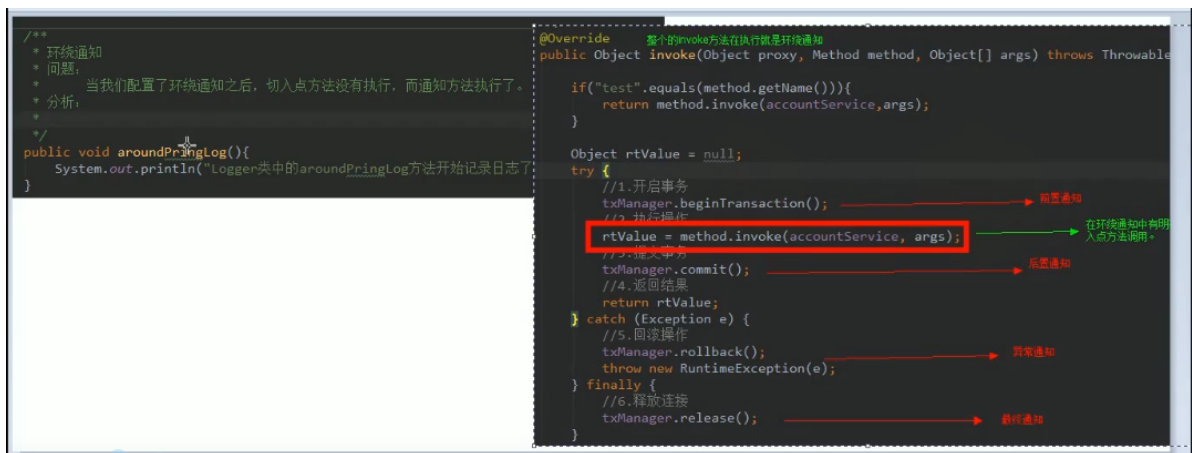 /**
 * 环绕通知
 * 问题：
 *      当我们配置了环绕通知之后，切入点方法没有执行，而通知方法执行了。
 * 分析：
 *
 */
public void aroundPringLog(){
    System.out.println("Logger类中的aroundPringLog方法开始记录日志了
}
@Override 整个的invoke方法在执行就是环绕通知
public Object invoke(Object proxy, Method method, Object[] args) throws Throwable
if("test".equals(method.getName())){
return method.invoke(accountService,args);
}
Object rtValue = null;
try {
//1.开启事务
txManager.beginTransaction(); 前置通知
//2.执行操作
rtValue = method.invoke(accountService, args); 在环绕通知中有明
入点方法调用。
//3.提交事务
txManager.commit(); 后置通知
//4.返回结果
return rtValue;
} catch (Exception e) {
//5.回滚操作
txManager.rollback(); 异常通知
throw new RuntimeException(e);
} finally {
//6.释放连接
txManager.release(); 最终通知
}